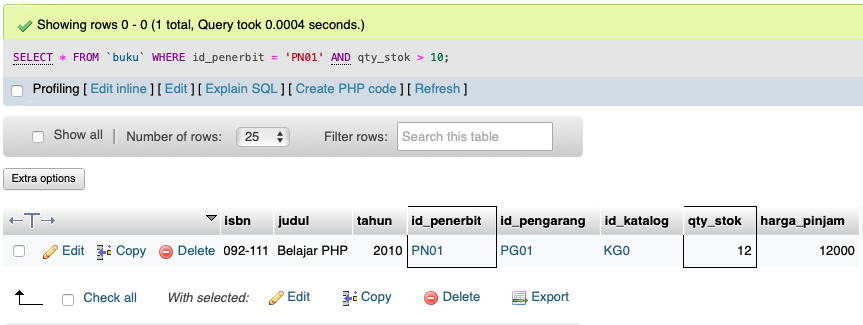 Showing rows 0 - 0 (1 total, Query took 0.0004 seconds.)
SELECT * FROM `buku` WHERE id_penerbit = 'PN01' AND qty_stok > 10;
Profiling [ Edit inline ] [ Edit ] [ Explain SQL ] [ Create PHP code ] [ Refresh ]
Show all | Number of rows: 25 Filter rows: Search this table
Extra options
←T→ isbn judul tahun id_penerbit id_pengarang id_katalog qty_stok harga_pinjam
Edit Copy Delete 092-111 Belajar PHP 2010 PN01 PG01 KG0 12 12000
Check all With selected: Edit Copy Delete Export